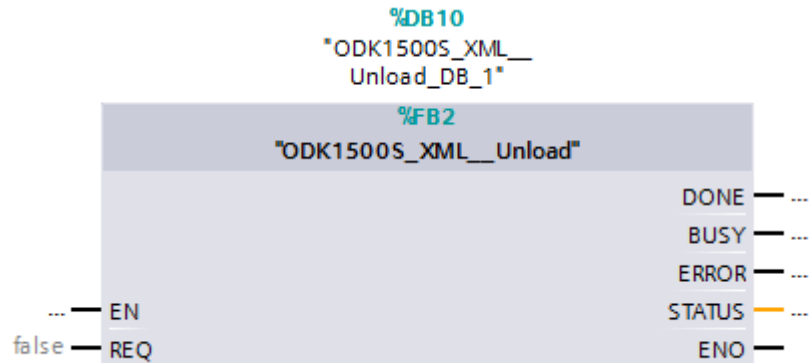 %DB10
"ODK1500S_XML__
Unload_DB_1"
%FB2
"ODK1500S_XML__Unload"
DONE ...
BUSY ...
ERROR ...
... EN STATUS ...
false REQ ENO